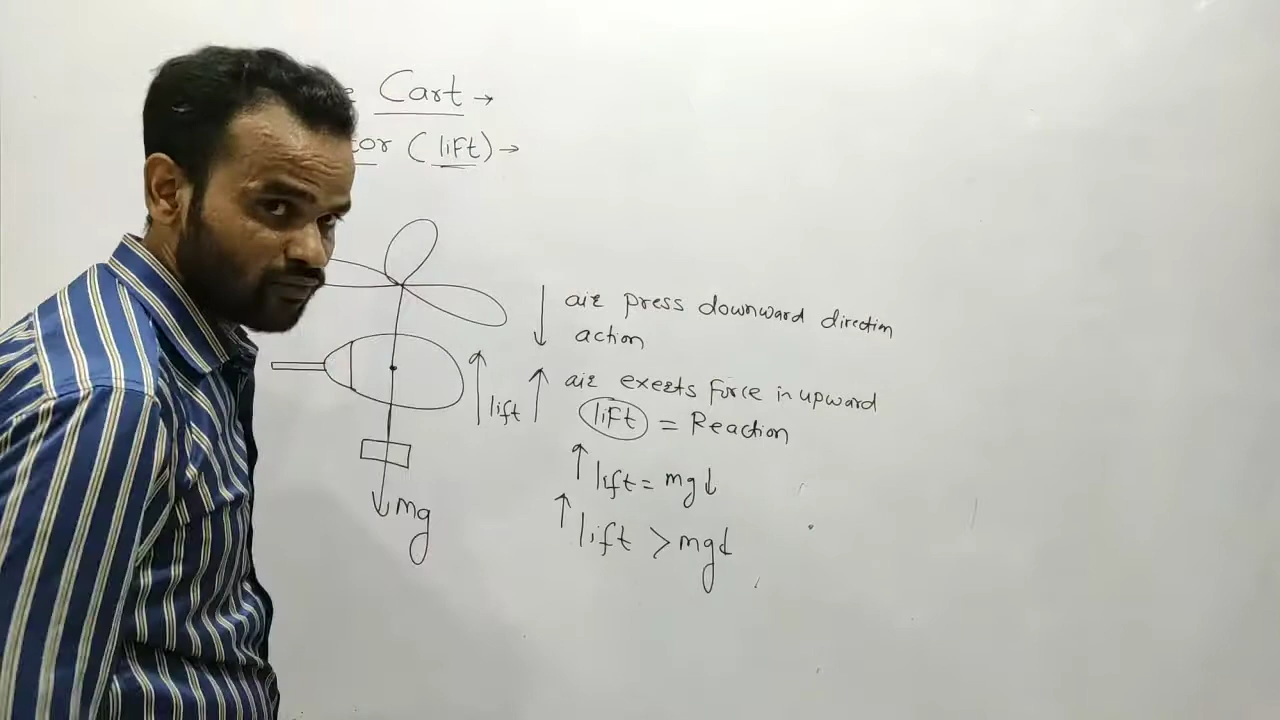 Cart →
(lift) →
↓ air press downward direction
action
↑ air exerts force in upward
lift = Reaction
↑ lift
↑ lift = mg↓
↑ lift > mg↓
mg